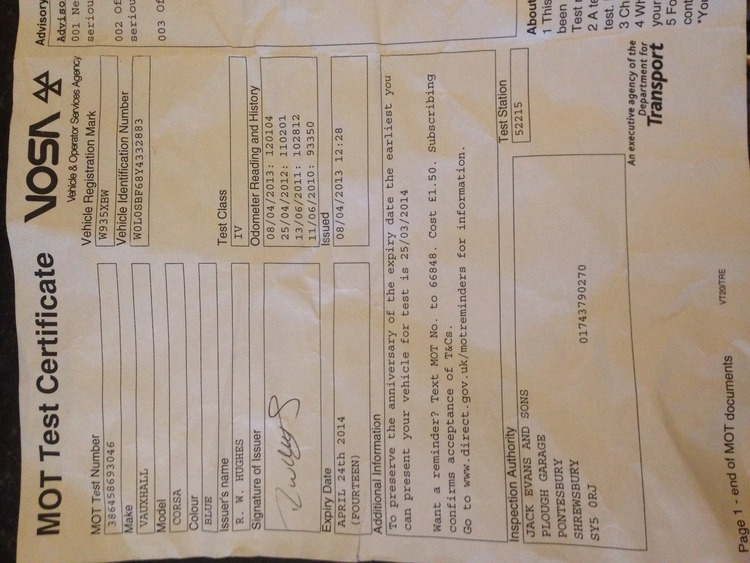 MOT Test Certificate
VOSA
Vehicle & Operator Services Agency
MOT Test Number
386458693046
Make
VAUXHALL
Model
CORSA
Colour
BLUE
Issuer's name
R. W. HUGHES
Signature of Issuer
Expiry Date
APRIL 24th 2014
(FOURTEEN)
Vehicle Registration Mark
W935XBW
Vehicle Identification Number
W0L0SBF68Y4332883
Test Class
IV
Odometer Reading and History
08/04/2013: 120104
25/04/2012: 110201
13/06/2011: 102812
11/06/2010: 93350
Issued
08/04/2013 12:28
Additional Information
To preserve the anniversary of the expiry date the earliest you
can present your vehicle for test is 25/03/2014
Want a reminder? Text MOT No. to 66848. Cost £1.50. Subscribing
confirms acceptance of T&Cs.
Go to www.direct.gov.uk/motreminders for information.
Inspection Authority
JACK EVANS AND SONS
PLOUGH GARAGE
PONTESBURY
SHREWSBURY
SY5 0RJ
01743790270
Test Station
52215
An executive agency of the
Department for
Transport
Page 1 - end of MOT documents
VT20/TRE
Advisory
Adviso
001 Ne
seriou
002 Of
seriou
003 Of
About
1 This
been
Test
2 A te
test.
3 Ch
4 Wh
your
5 Fo
cont
*Yo